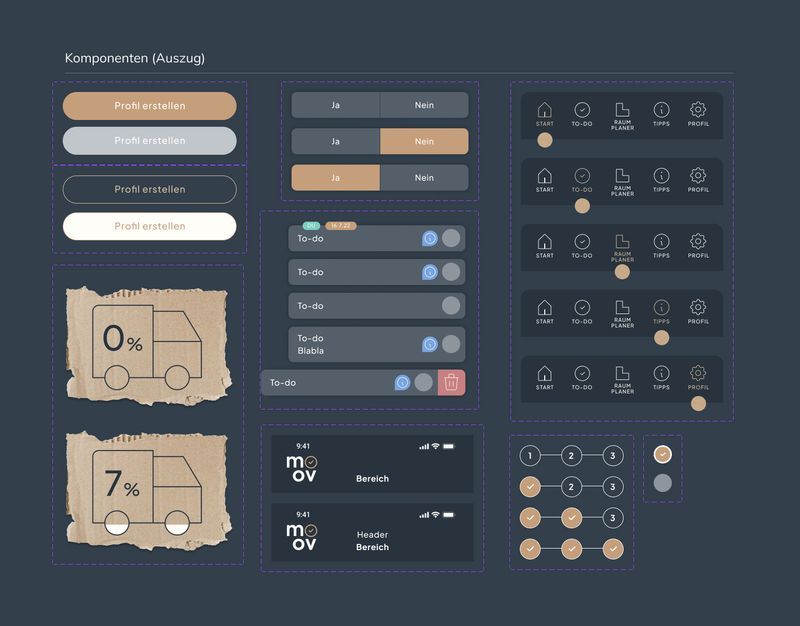 Komponenten (Auszug)
Profil erstellen
Profil erstellen
Profil erstellen
Profil erstellen
0%
7%
Ja Nein
Ja Nein
Ja Nein
DU 16.7.22
To-do
To-do
To-do
To-do
Blabla
To-do
9:41
moov
Bereich
9:41
moov
Header
Bereich
START TO-DO RAUM PLANER TIPPS PROFIL
START TO-DO RAUM PLANER TIPPS PROFIL
START TO-DO RAUM PLANER TIPPS PROFIL
START TO-DO RAUM PLANER TIPPS PROFIL
START TO-DO RAUM PLANER TIPPS PROFIL
1 2 3
2 3
3